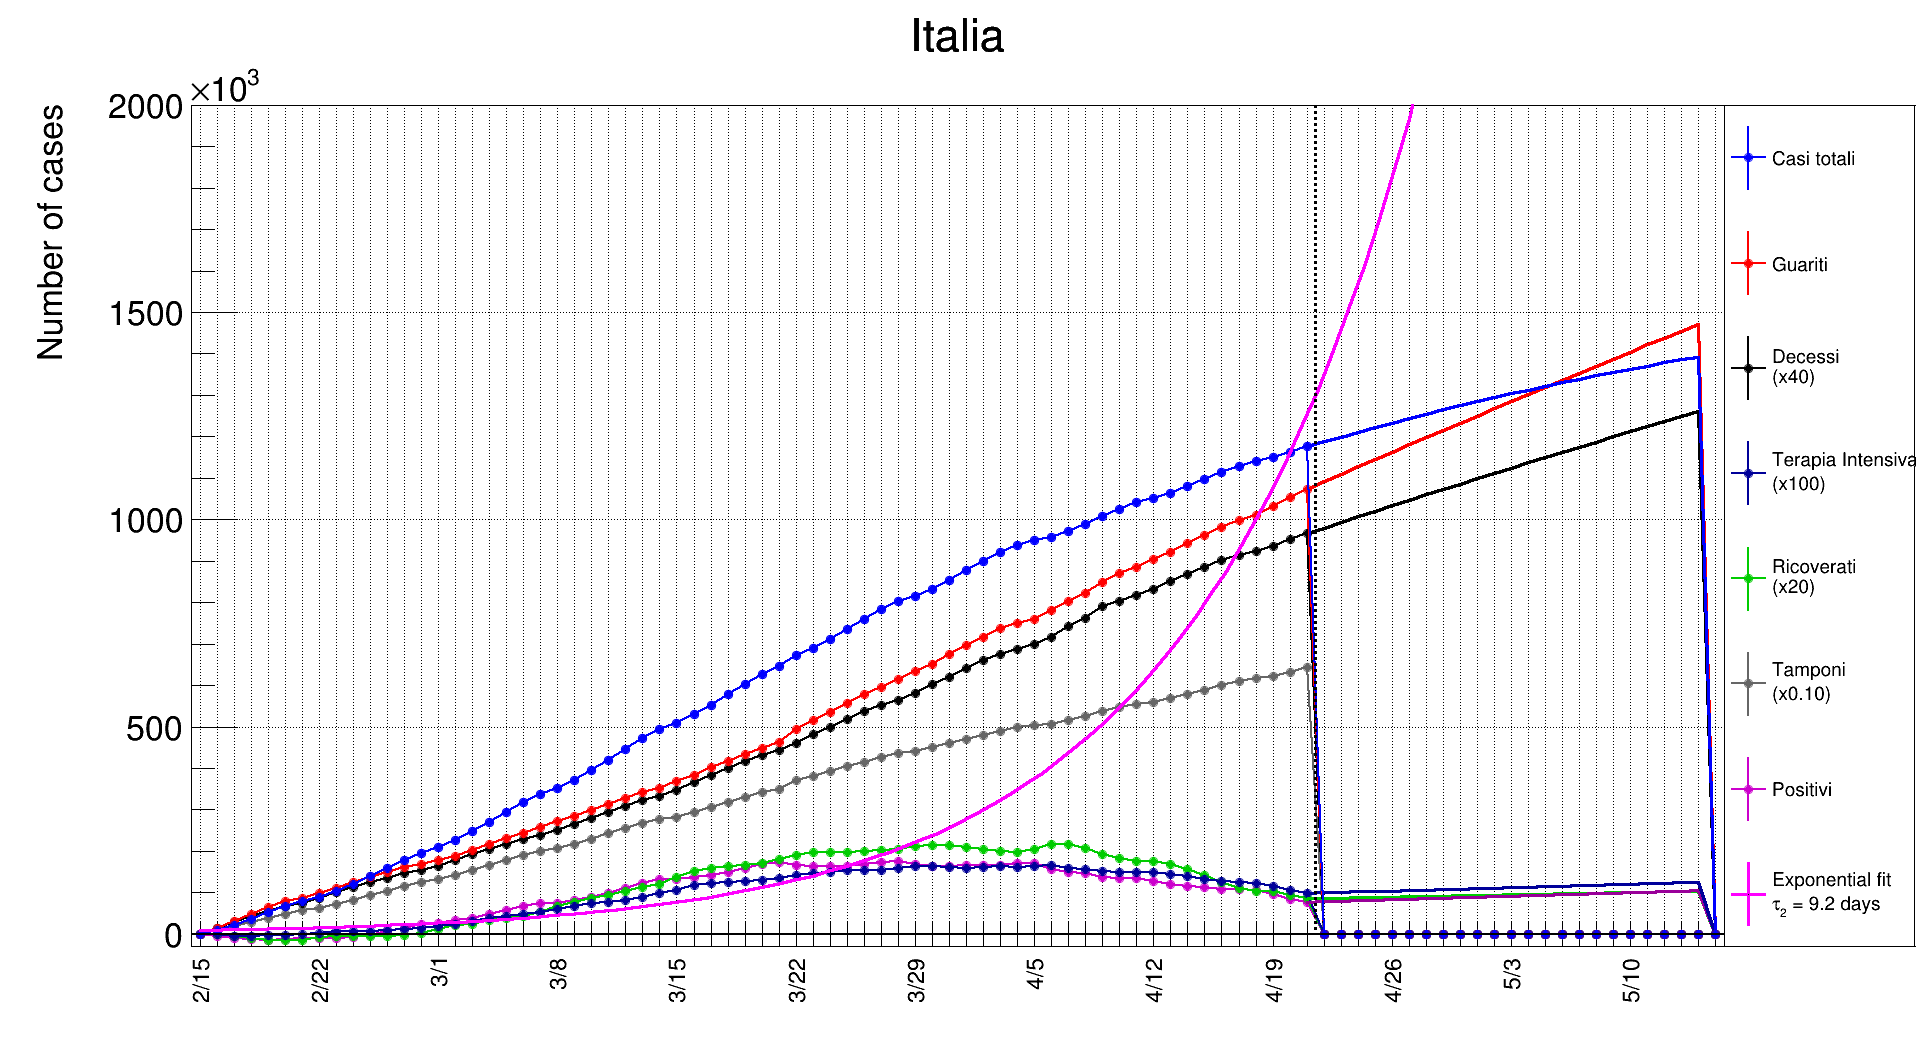 Italia
×10³
Number of cases
2000
1500
1000
500
0
2/15
2/22
3/1
3/8
3/15
3/22
3/29
4/5
4/12
4/19
4/26
5/3
5/10
Casi totali
Guariti
Decessi
(x40)
Terapia Intensiva
(x100)
Ricoverati
(x20)
Tamponi
(x0.10)
Positivi
Exponential fit
τ₂ = 9.2 days